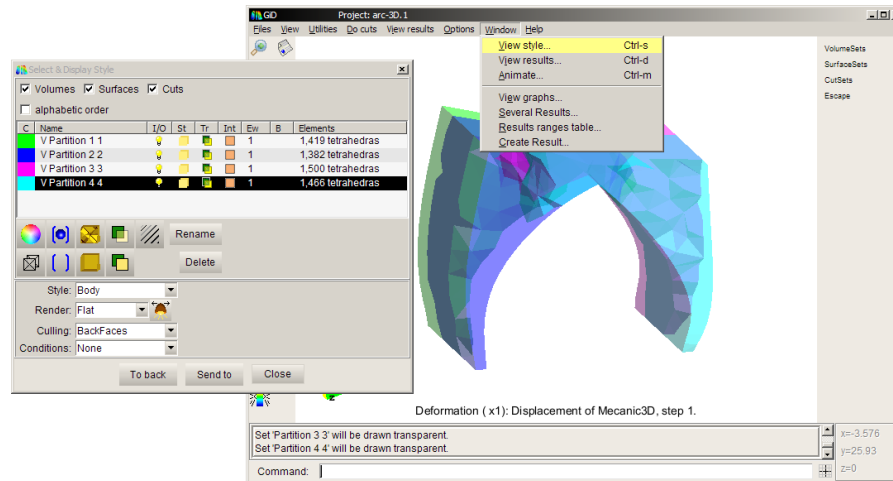 GiD Project: arc-3D.1
Files View Utilities Do cuts View results Options Window Help
View style... Ctrl-s
View results... Ctrl-d
Animate... Ctrl-m
View graphs...
Several Results...
Results ranges table...
Create Result...
VolumeSets
SurfaceSets
CutSets
Escape
Select & Display Style
Volumes Surfaces Cuts
alphabetic order
C Name I/O St Tr Int Ew B Elements
V Partition 1 1 1 1,419 tetrahedras
V Partition 2 2 1 1,382 tetrahedras
V Partition 3 3 1 1,500 tetrahedras
V Partition 4 4 1 1,466 tetrahedras
Rename
Delete
Style: Body
Render: Flat
Culling: BackFaces
Conditions: None
To back Send to Close
z
Deformation ( x1): Displacement of Mecanic3D, step 1.
Set 'Partition 3 3' will be drawn transparent.
Set 'Partition 4 4' will be drawn transparent.
Command:
x=-3.576
y=25.93
z=0